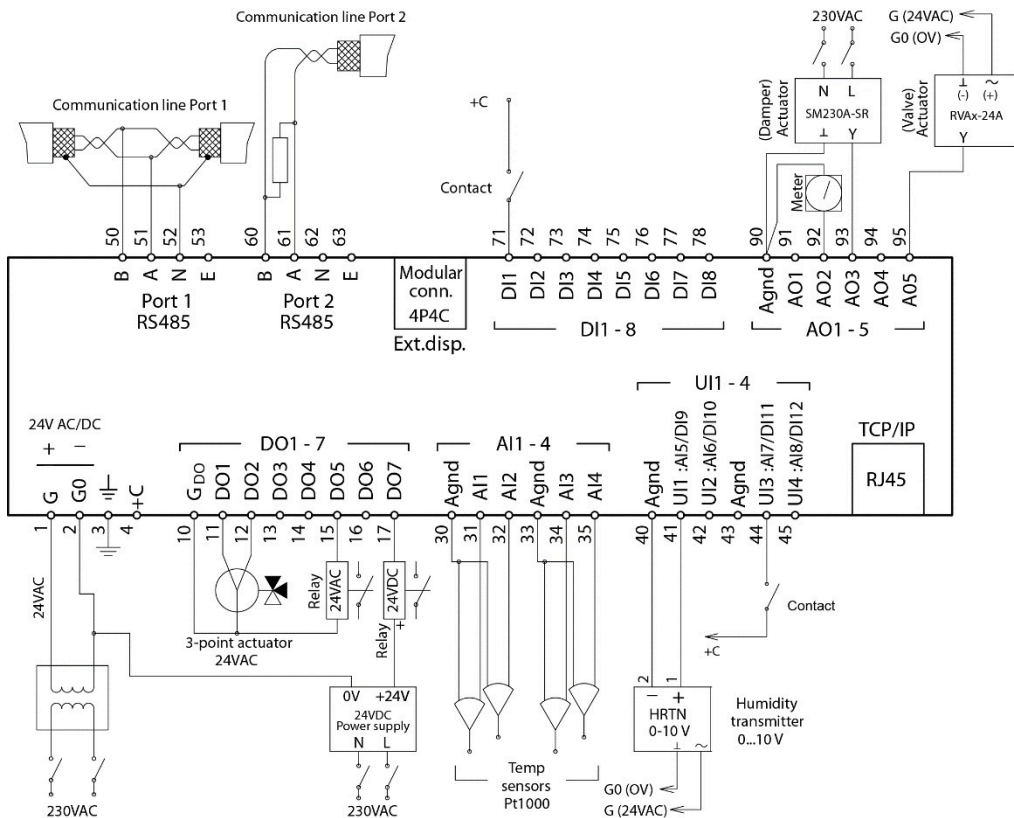 Communication line Port 2
230VAC
G (24VAC)
G0 (OV)
Communication line Port 1
+C
Contact
(Damper)
Actuator
N L
SM230A-SR
⊥ Y
(Valve)
Actuator
⊥ ~
(-) (+)
RVAx-24A
Y
Meter
50 51 52 53 60 61 62 63 71 72 73 74 75 76 77 78 90 91 92 93 94 95
B A N E B A N E
Port 1
RS485
Port 2
RS485
Modular
conn.
4P4C
Ext.disp.
DI1 DI2 DI3 DI4 DI5 DI6 DI7 DI8
DI1 - 8
Agnd AO1 AO2 AO3 AO4 A05
AO1 - 5
24V AC/DC
+ −
G G0 +C
DO1 - 7
GDO DO1 DO2 DO3 DO4 DO5 DO6 DO7
AI1 - 4
Agnd AI1 AI2 Agnd AI3 AI4
UI1 - 4
Agnd
UI1 :AI5/DI9
UI2 :AI6/DI10
Agnd
UI3 :AI7/DI11
UI4 :AI8/DI12
TCP/IP
RJ45
1 2 3 4 10 11 12 13 14 15 16 17 30 31 32 33 34 35 40 41 42 43 44 45
24VAC
3-point actuator
24VAC
Relay
24VAC
24VDC
Relay
+
0V +24V
24VDC
Power supply
N L
230VAC
230VAC
Temp
sensors
Pt1000
Contact
+C
2 1
− +
HRTN
0-10 V
⊥ ~
Humidity
transmitter
0...10 V
G0 (OV)
G (24VAC)